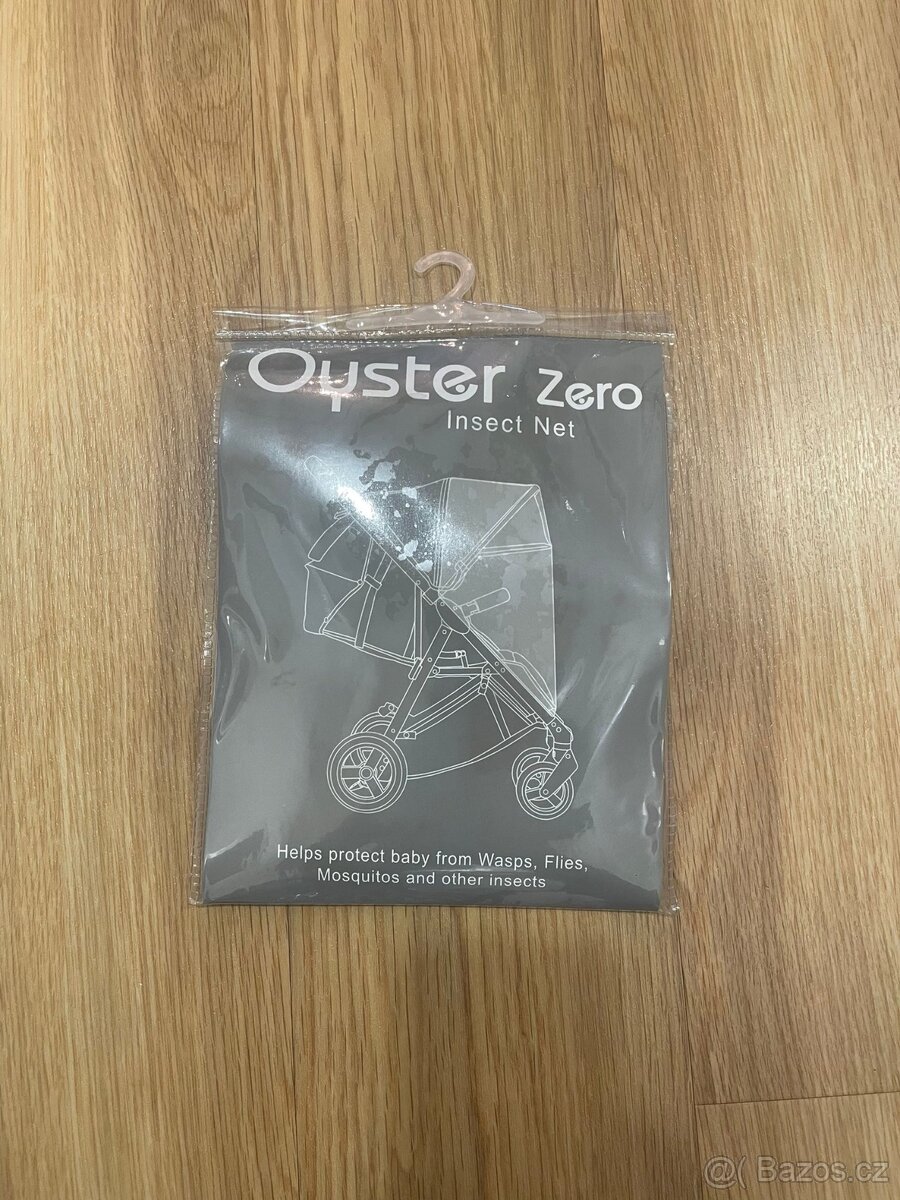 Oyster Zero
Insect Net
Helps protect baby from Wasps, Flies,
Mosquitos and other insects
@( Bazos.cz